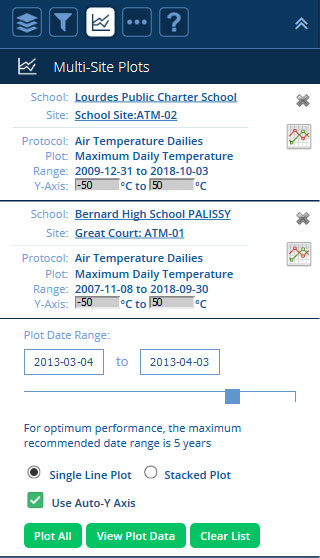 ?
Multi-Site Plots
School: Lourdes Public Charter School
Site: School Site:ATM-02
Protocol: Air Temperature Dailies
Plot: Maximum Daily Temperature
Range: 2009-12-31 to 2018-10-03
Y-Axis: -50 °C to 50 °C
School: Bernard High School PALISSY
Site: Great Court: ATM-01
Protocol: Air Temperature Dailies
Plot: Maximum Daily Temperature
Range: 2007-11-08 to 2018-09-30
Y-Axis: -50 °C to 50 °C
Plot Date Range:
2013-03-04 to 2013-04-03
For optimum performance, the maximum
recommended date range is 5 years
Single Line Plot Stacked Plot
Use Auto-Y Axis
Plot All View Plot Data Clear List